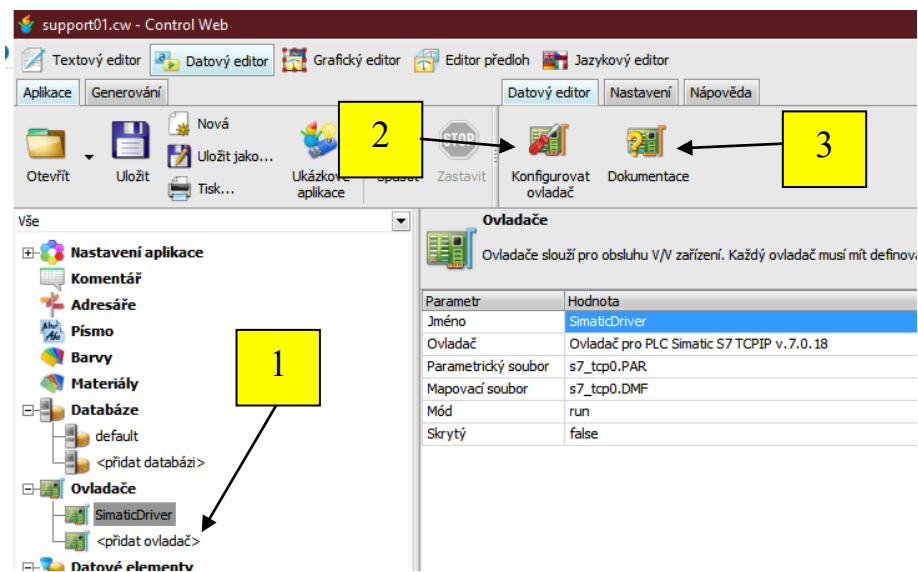 support01.cw - Control Web
Textový editor Datový editor Grafický editor Editor předloh Jazykový editor
Aplikace Generování Datový editor Nastavení Nápověda
Nová
Uložit jako...
Tisk...
Otevřít Uložit Ukázkové aplikace Spustit Zastavit Konfigurovat ovladač Dokumentace
2
3
STOP
Vše
Nastavení aplikace
Komentář
Adresáře
Písmo
Barvy
Materiály
Databáze
default
<přidat databázi>
Ovladače
SimaticDriver
<přidat ovladač>
Datové elementy
1
Ovladače
Ovladače slouží pro obsluhu V/V zařízení. Každý ovladač musí mít definová
Parametr Hodnota
Jméno SimaticDriver
Ovladač Ovladač pro PLC Simatic S7 TCPIP v.7.0.18
Parametrický soubor s7_tcp0.PAR
Mapovací soubor s7_tcp0.DMF
Mód run
Skrytý false